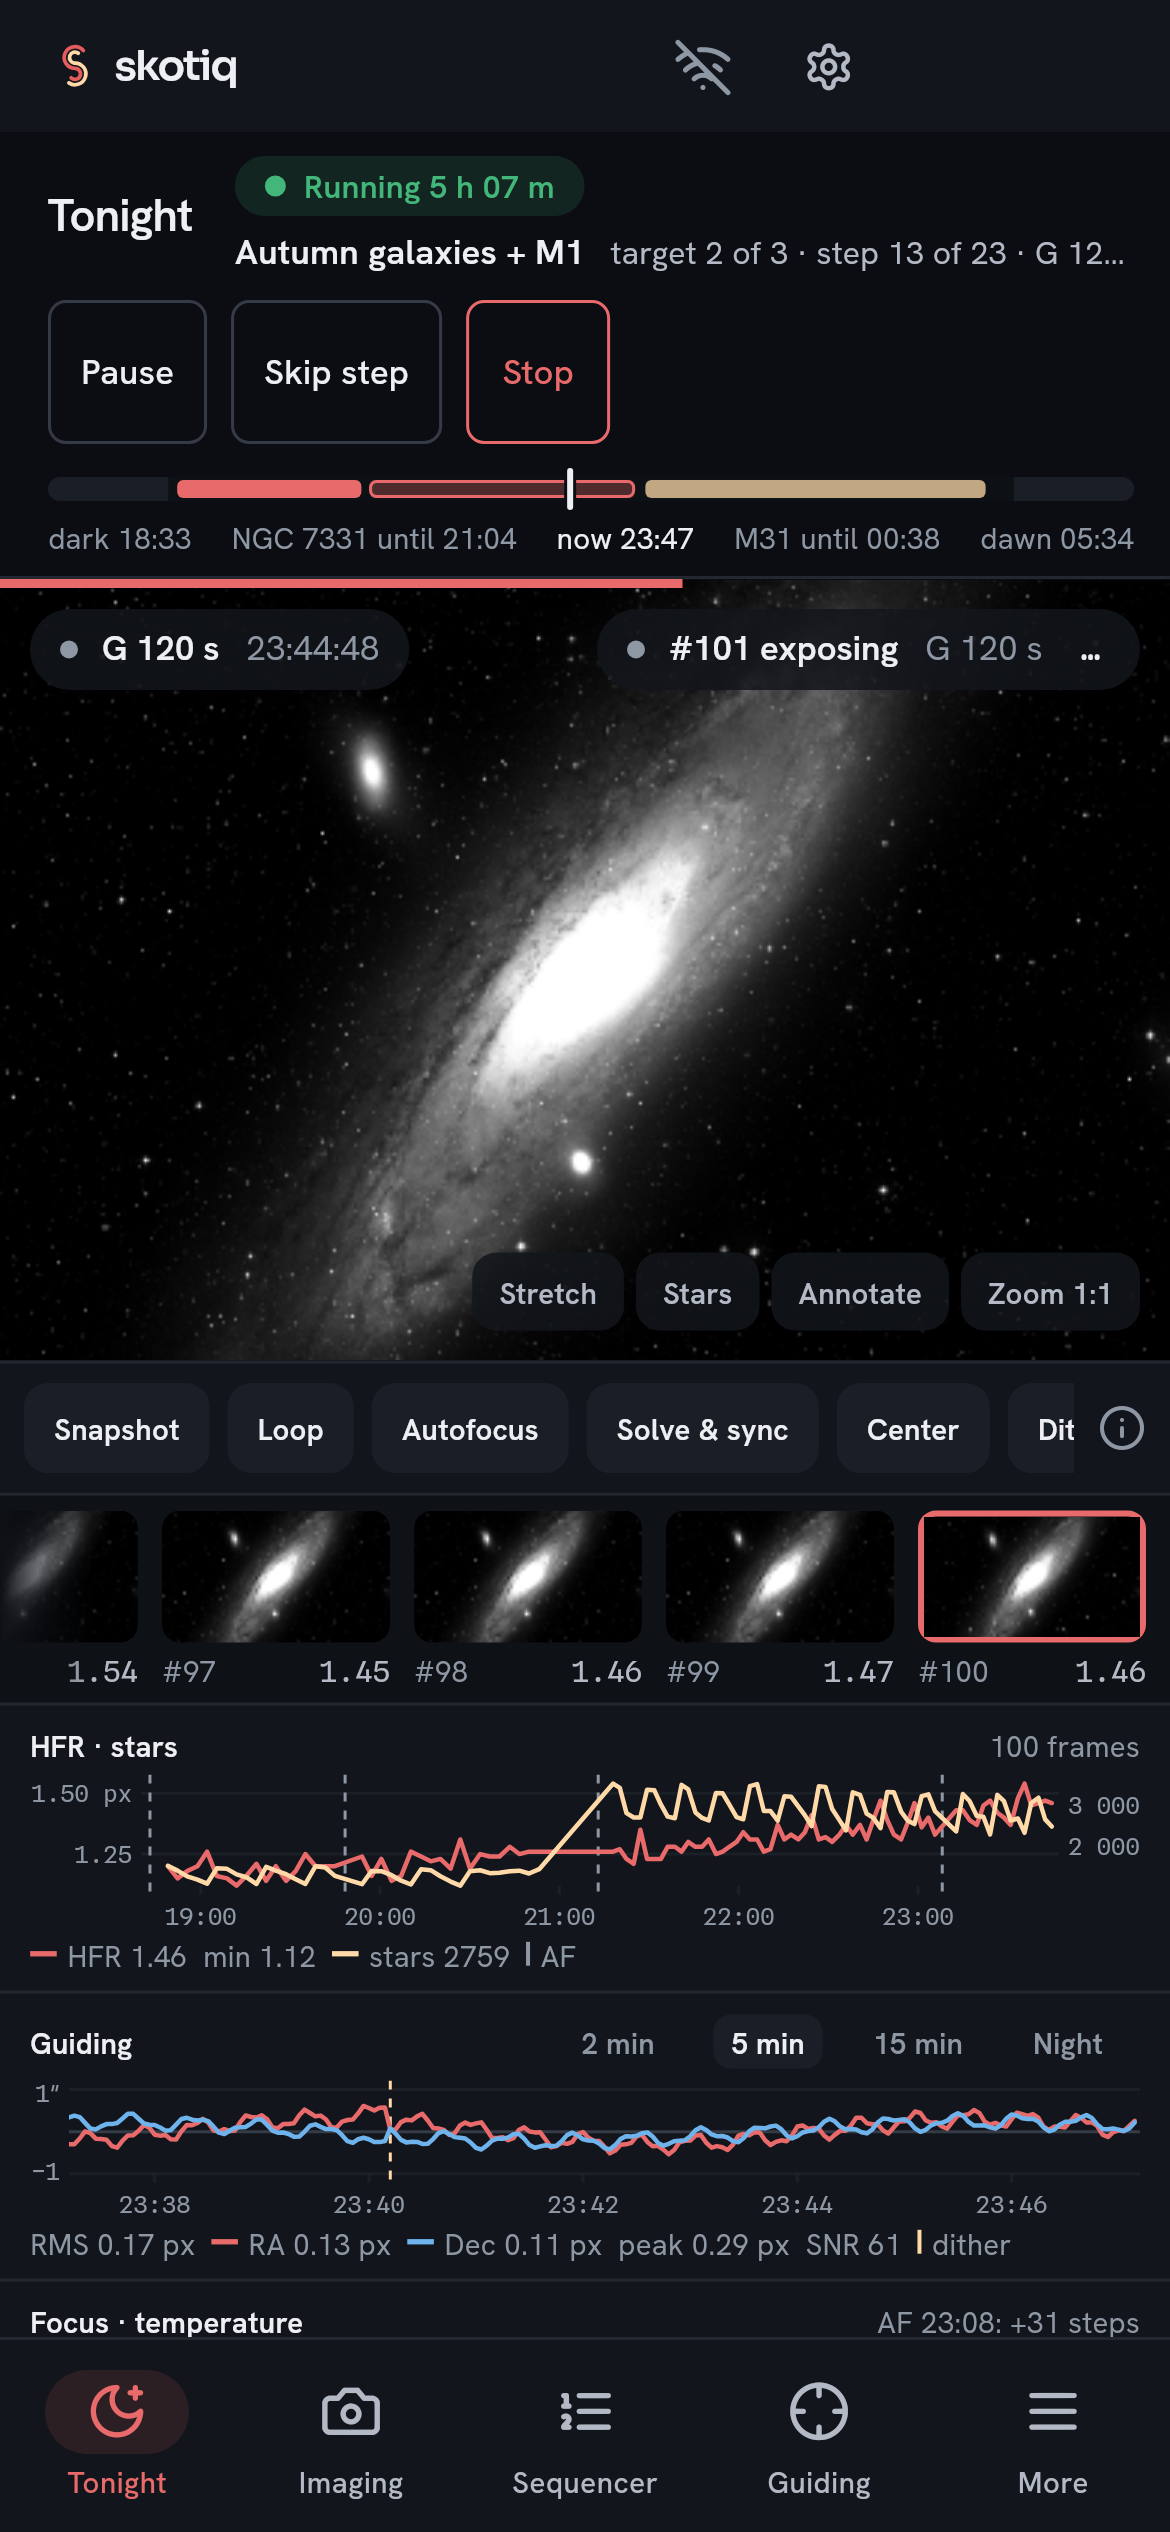 skotiq
Tonight
Running 5 h 07 m
Autumn galaxies + M1 target 2 of 3 · step 13 of 23 · G 12...
Pause Skip step Stop
dark 18:33 NGC 7331 until 21:04 now 23:47 M31 until 00:38 dawn 05:34
G 120 s 23:44:48 #101 exposing G 120 s ...
Stretch Stars Annotate Zoom 1:1
Snapshot Loop Autofocus Solve & sync Center Dit
1.54 #97 1.45 #98 1.46 #99 1.47 #100 1.46
HFR · stars 100 frames
1.50 px 3 000
1.25 2 000
19:00 20:00 21:00 22:00 23:00
HFR 1.46 min 1.12 stars 2759 AF
Guiding 2 min 5 min 15 min Night
1″
−1
23:38 23:40 23:42 23:44 23:46
RMS 0.17 px RA 0.13 px Dec 0.11 px peak 0.29 px SNR 61 dither
Focus · temperature AF 23:08: +31 steps
Tonight Imaging Sequencer Guiding More